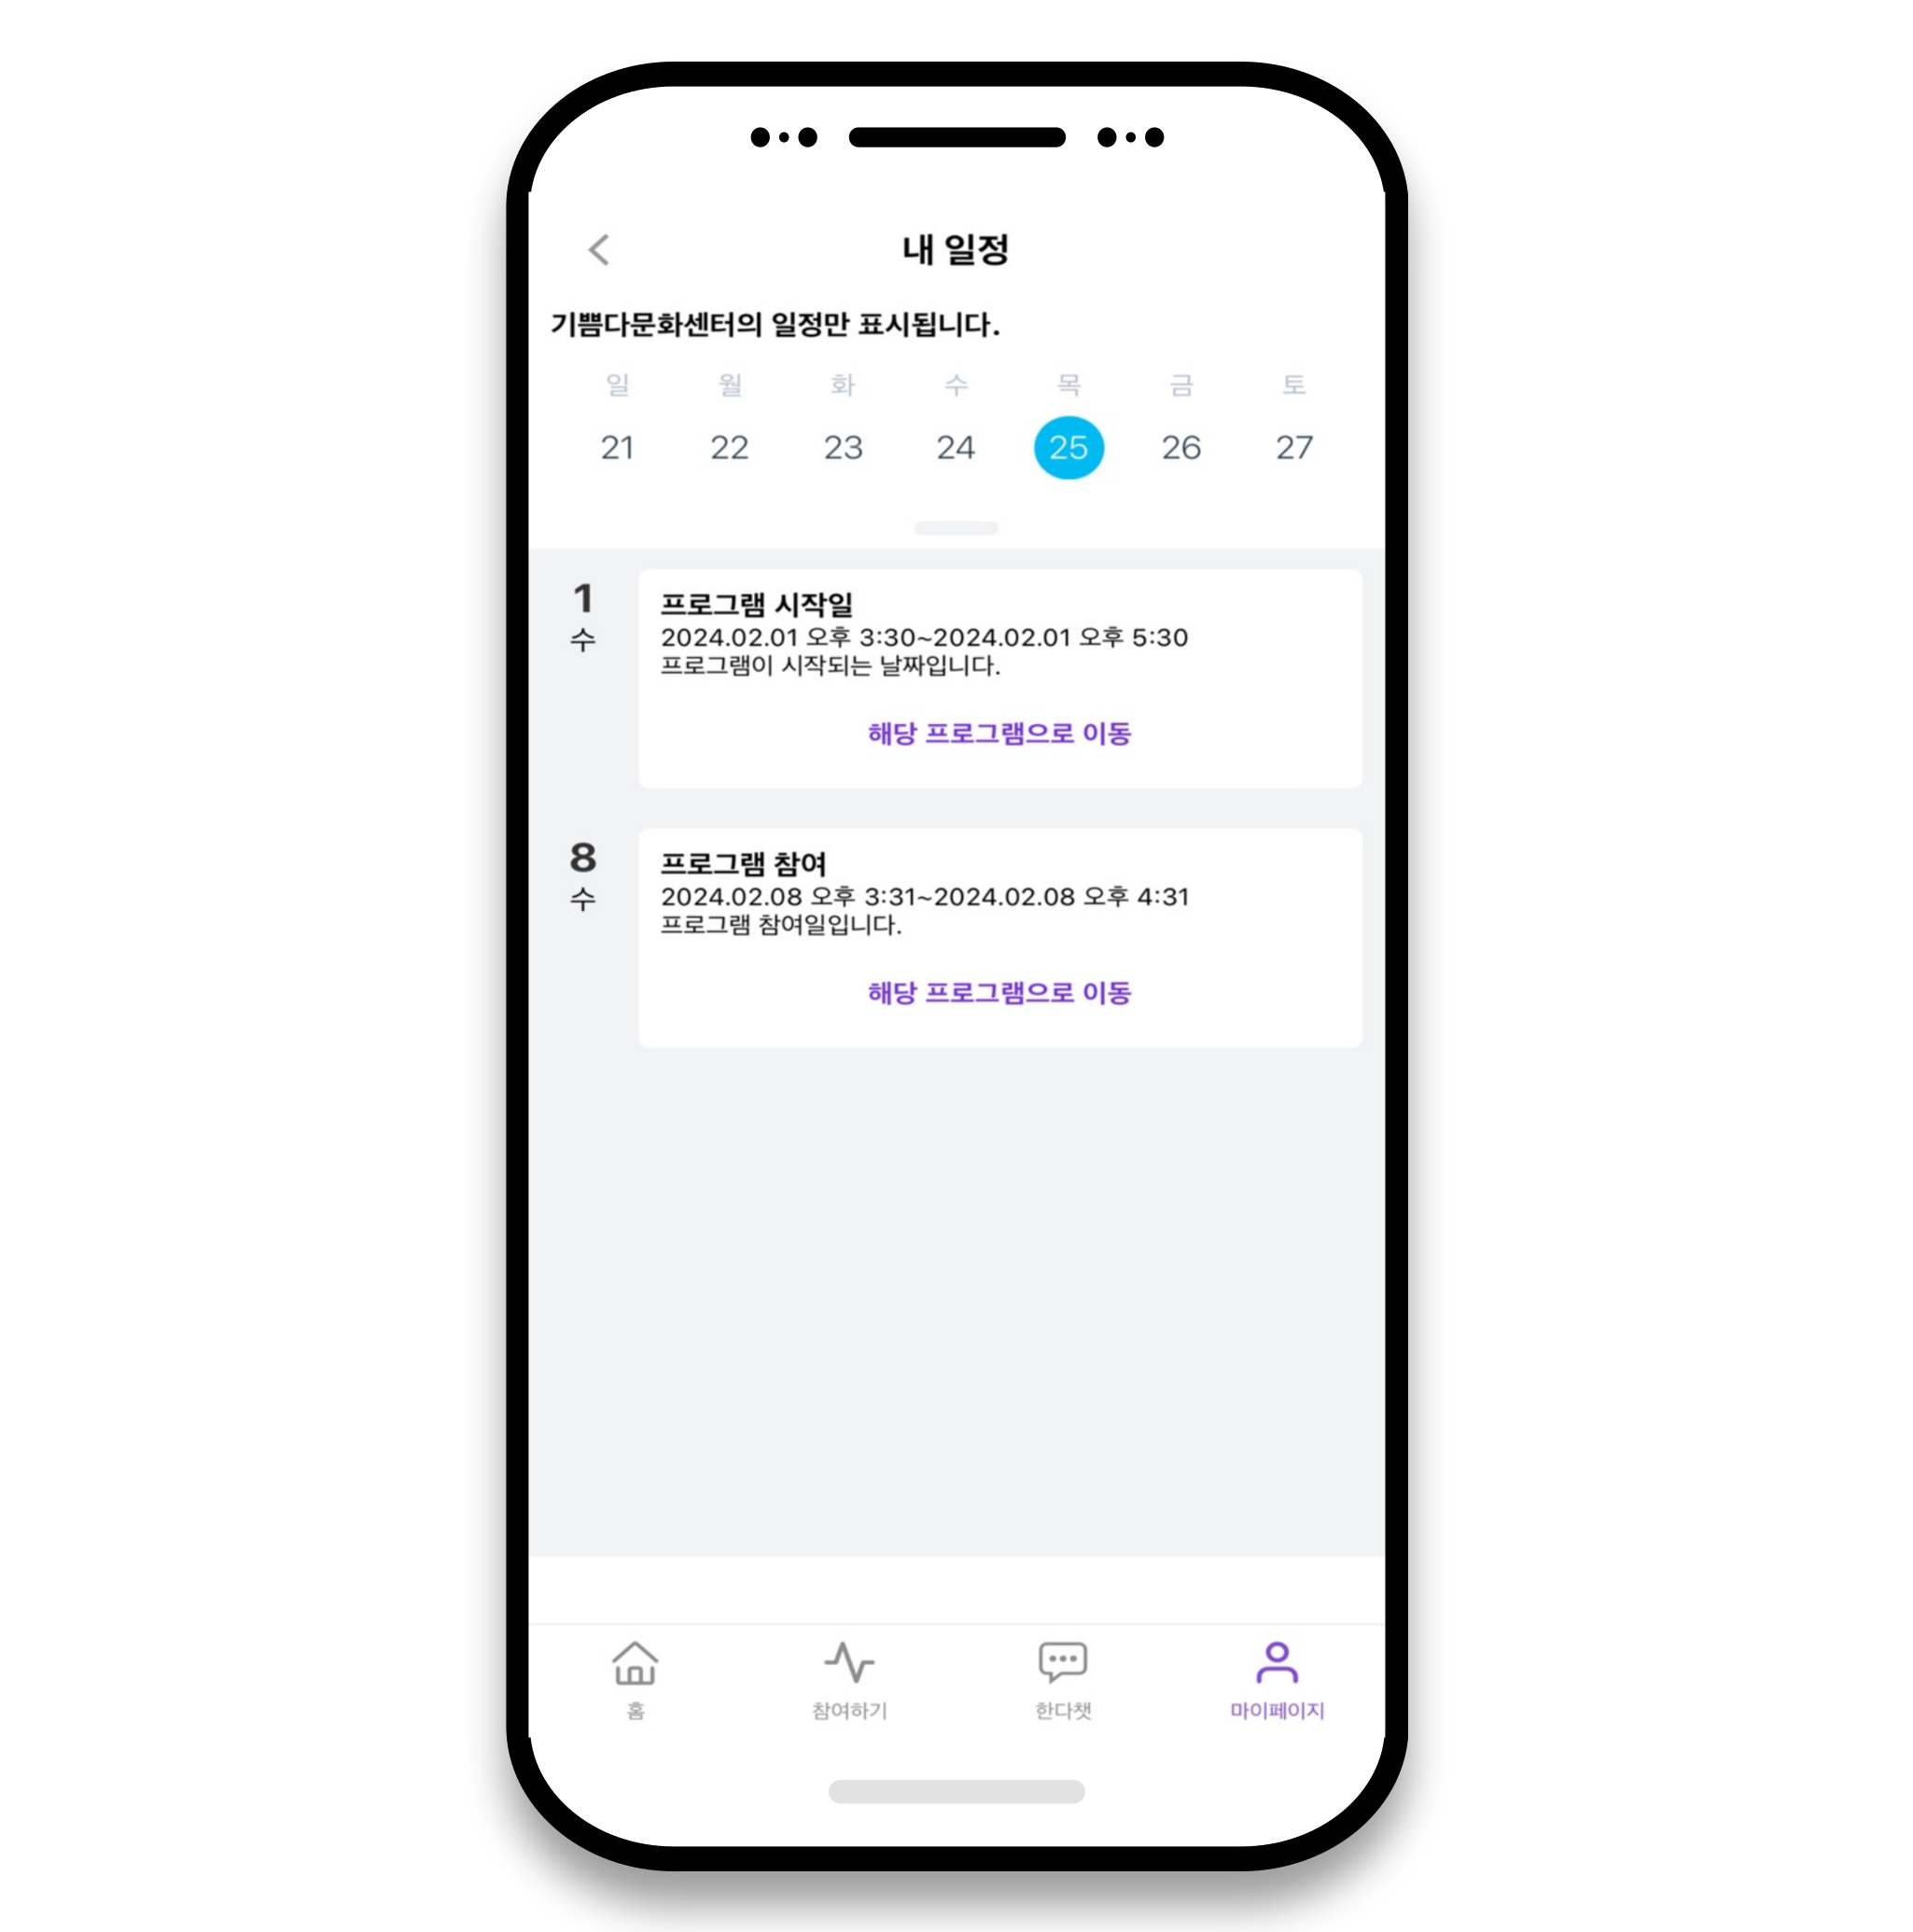 내 일정
기쁨다문화센터의 일정만 표시됩니다.
일 월 화 수 목 금 토
21 22 23 24 25 26 27
1
수
프로그램 시작일
2024.02.01 오후 3:30~2024.02.01 오후 5:30
프로그램이 시작되는 날짜입니다.
해당 프로그램으로 이동
8
수
프로그램 참여
2024.02.08 오후 3:31~2024.02.08 오후 4:31
프로그램 참여일입니다.
해당 프로그램으로 이동
홈 참여하기 한다챗 마이페이지